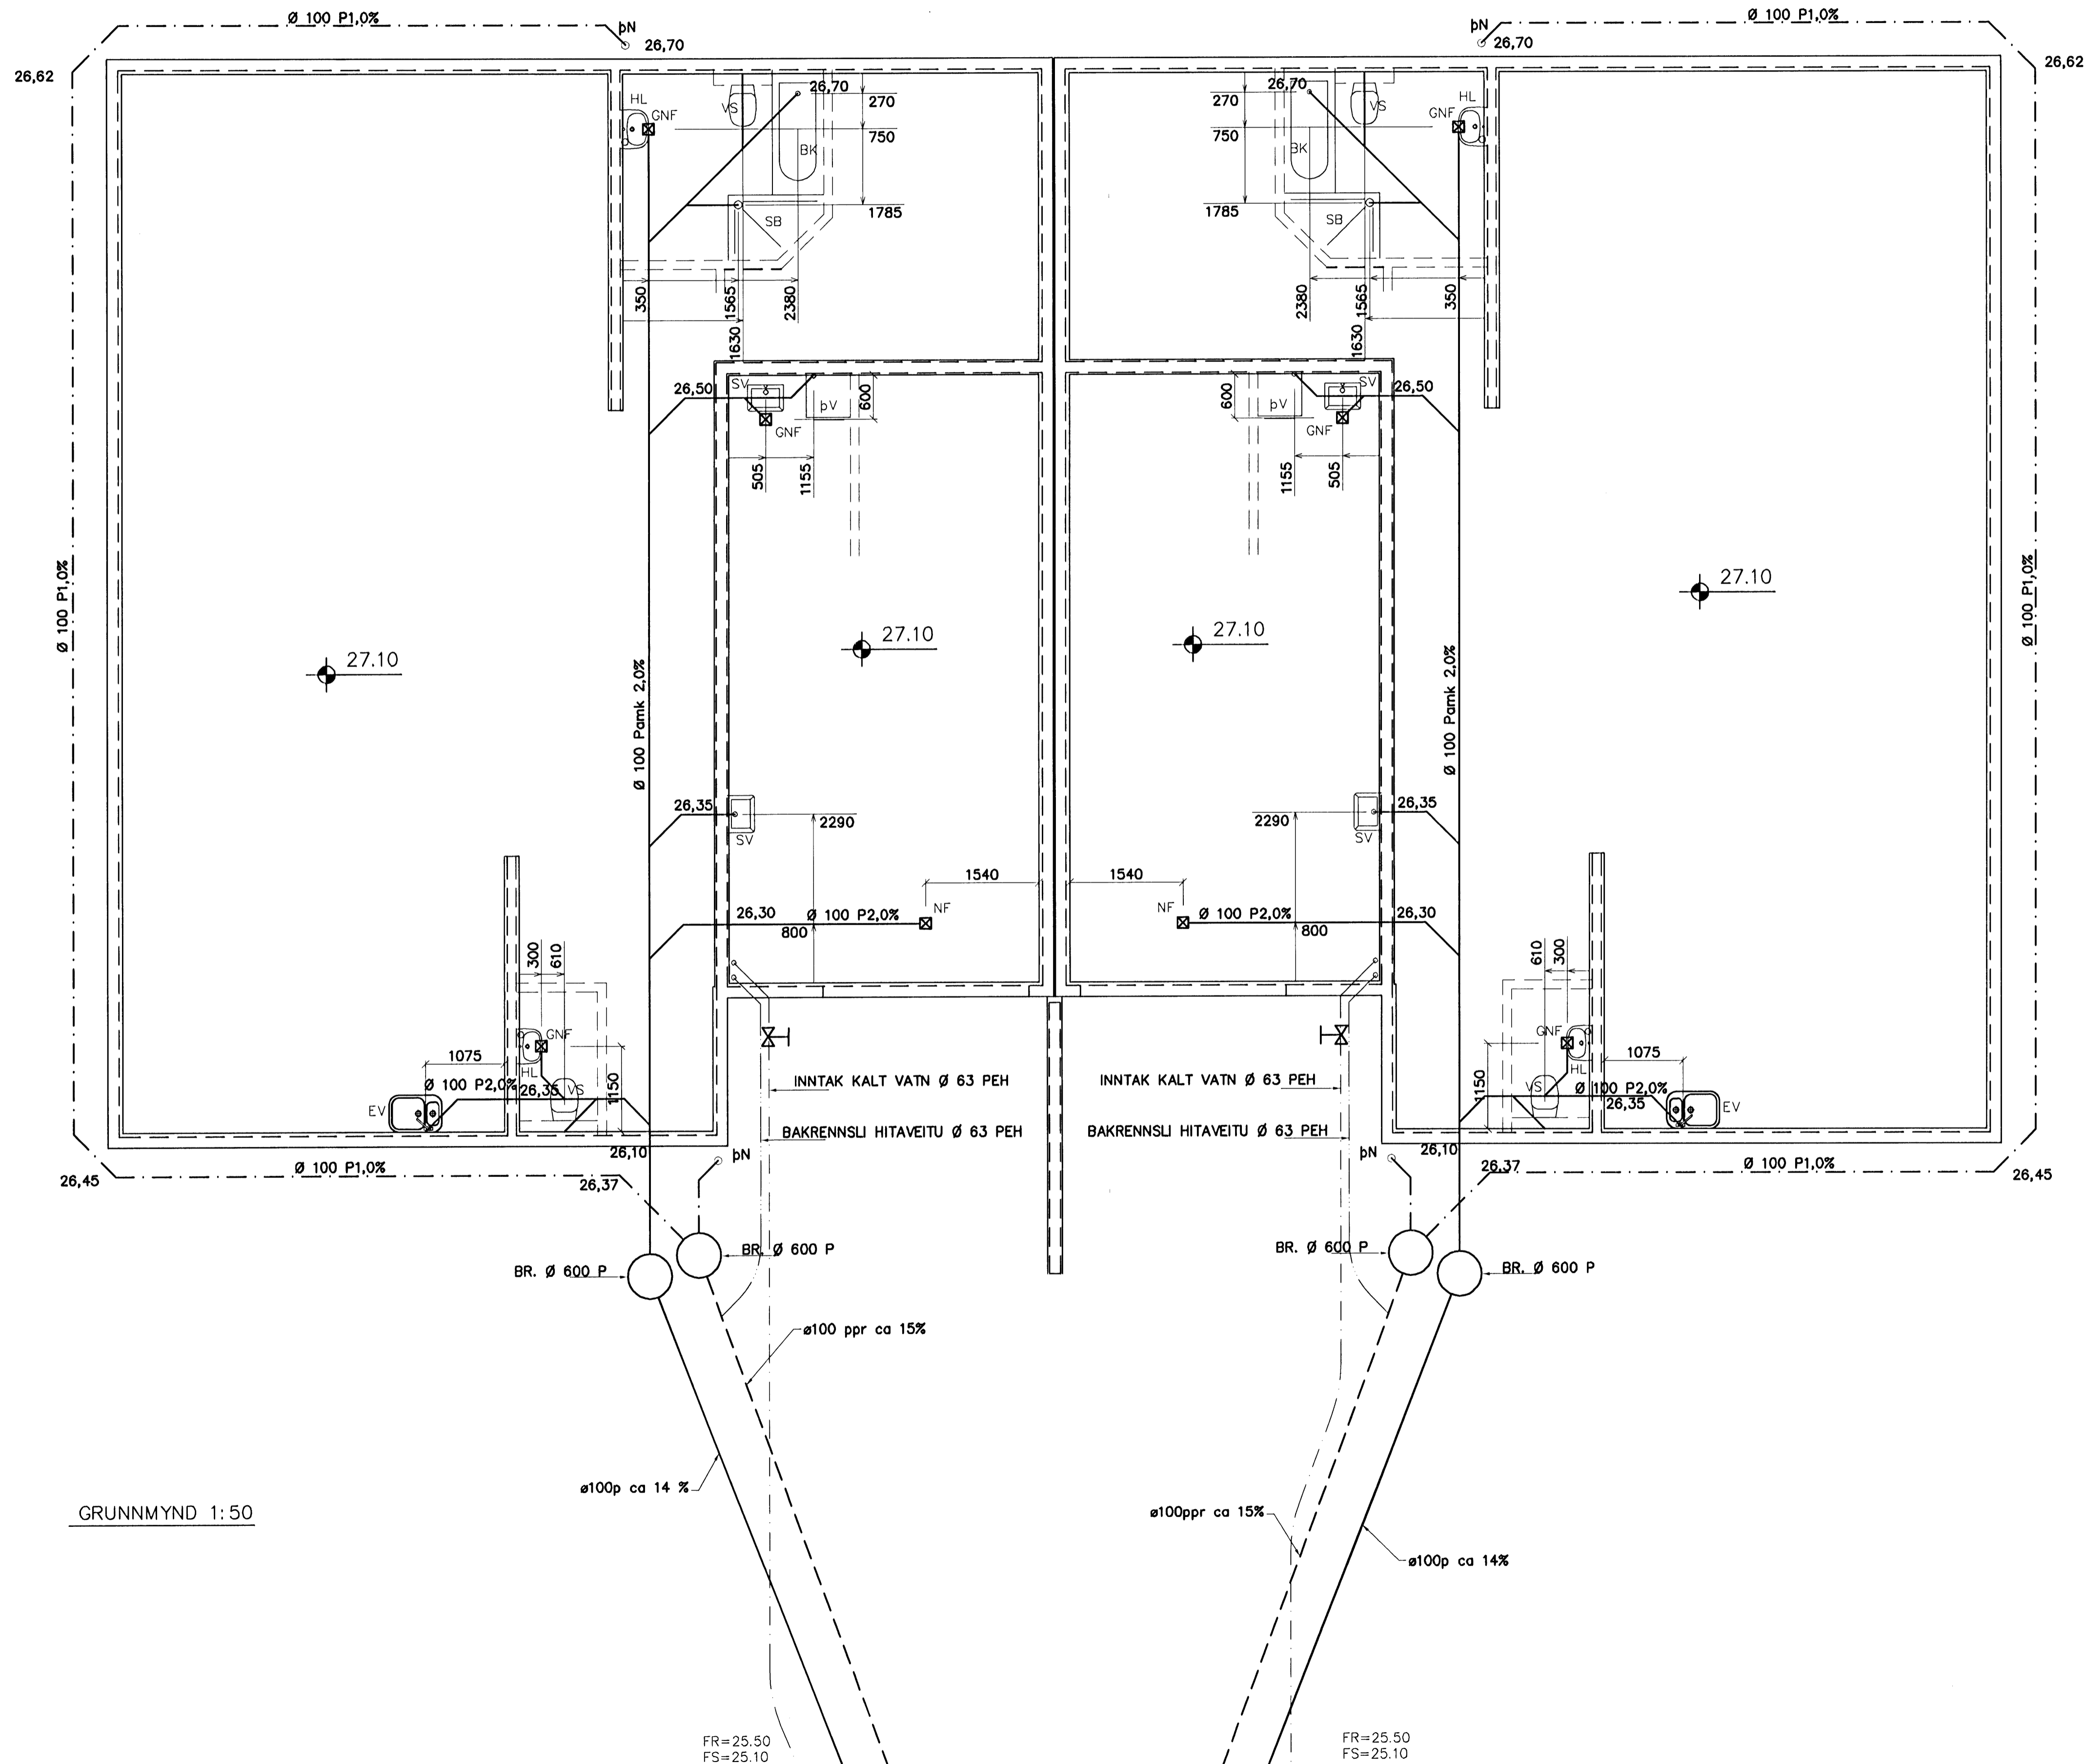 Ø 100 P1,0%
þN
26,70
þN
26,70
Ø 100 P1,0%
26,62
26,62
HL
GNF
VS
26,70
270
750
BK
1785
SB
350
1565
2380
1630
270
26,70
VS
HL
GNF
750
BK
1785
SB
2380
1565
350
1630
26,50
SV
þV
600
GNF
505
1155
600
þV
SV
26,50
GNF
1155
505
Ø 100 P1,0%
Ø 100 P1,0%
27.10
27.10
27.10
27.10
Ø 100 Pamk 2,0%
Ø 100 Pamk 2,0%
26,35
SV
2290
2290
SV
26,35
1540
1540
26,30
Ø 100 P2,0%
NF
800
NF
Ø 100 P2,0%
26,30
800
300
610
610
300
GNF
HL
1075
Ø 100 P2,0%
26,35
VS
1150
EV
GNF
HL
1075
VS
Ø 100 P2,0%
26,35
1150
EV
INNTAK KALT VATN Ø 63 PEH
INNTAK KALT VATN Ø 63 PEH
BAKRENNSLI HITAVEITU Ø 63 PEH
BAKRENNSLI HITAVEITU Ø 63 PEH
26,10
þN
þN
26,10
26,45
Ø 100 P1,0%
26,37
26,37
Ø 100 P1,0%
26,45
BR. Ø 600 P
BR. Ø 600 P
BR. Ø 600 P
BR. Ø 600 P
ø100 ppr ca 15%
ø100p ca 14 %
ø100ppr ca 15%
ø100p ca 14%
GRUNNMYND 1:50
FR=25.50
FS=25.10
FR=25.50
FS=25.10